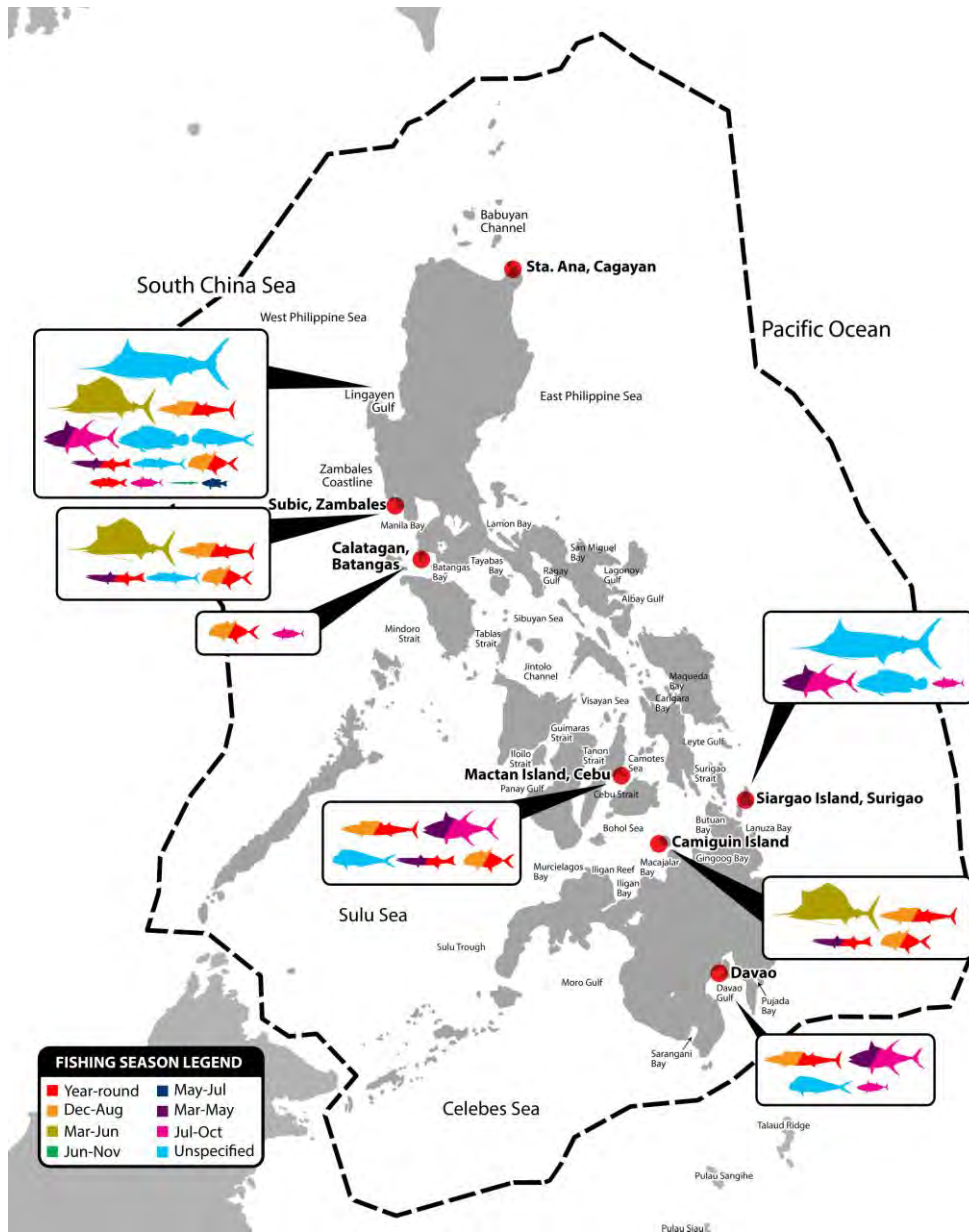 Babuyan
Channel
Sta. Ana, Cagayan
South China Sea
West Philippine Sea
Pacific Ocean
Lingayen
Gulf
East Philippine Sea
Zambales
Coastline
Subic, Zambales
Manila Bay
Lamon Bay
Calatagan,
Batangas
Batangas
Bay
Tayabas
Bay
San Miguel
Bay
Ragay
Gulf
Lagonoy
Gulf
Albay Gulf
Mindoro
Strait
Tablas
Strait
Sibuyan Sea
Jintolo
Channel
Maqueda
Bay
Visayan Sea
Carigara
Bay
Guimaras
Strait
Iloilo
Strait
Tanon
Strait
Camotes
Sea
Leyte Gulf
Surigao
Strait
Mactan Island, Cebu
Panay Gulf
Cebu Strait
Siargao Island, Surigao
Butuan
Bay
Lanuza Bay
Bohol Sea
Camiguin Island
Gingoog Bay
Murcielagos
Bay
Iligan Reef
Macajalar
Bay
Iligan
Bay
Sulu Sea
Sulu Trough
Moro Gulf
Davao
Davao
Gulf
Pujada
Bay
Sarangani
Bay
FISHING SEASON LEGEND
Year-round
May-Jul
Dec-Aug
Mar-May
Mar-Jun
Jul-Oct
Jun-Nov
Unspecified
Celebes Sea
Talaud Ridge
Pulau Sangihe
Pulau Siau